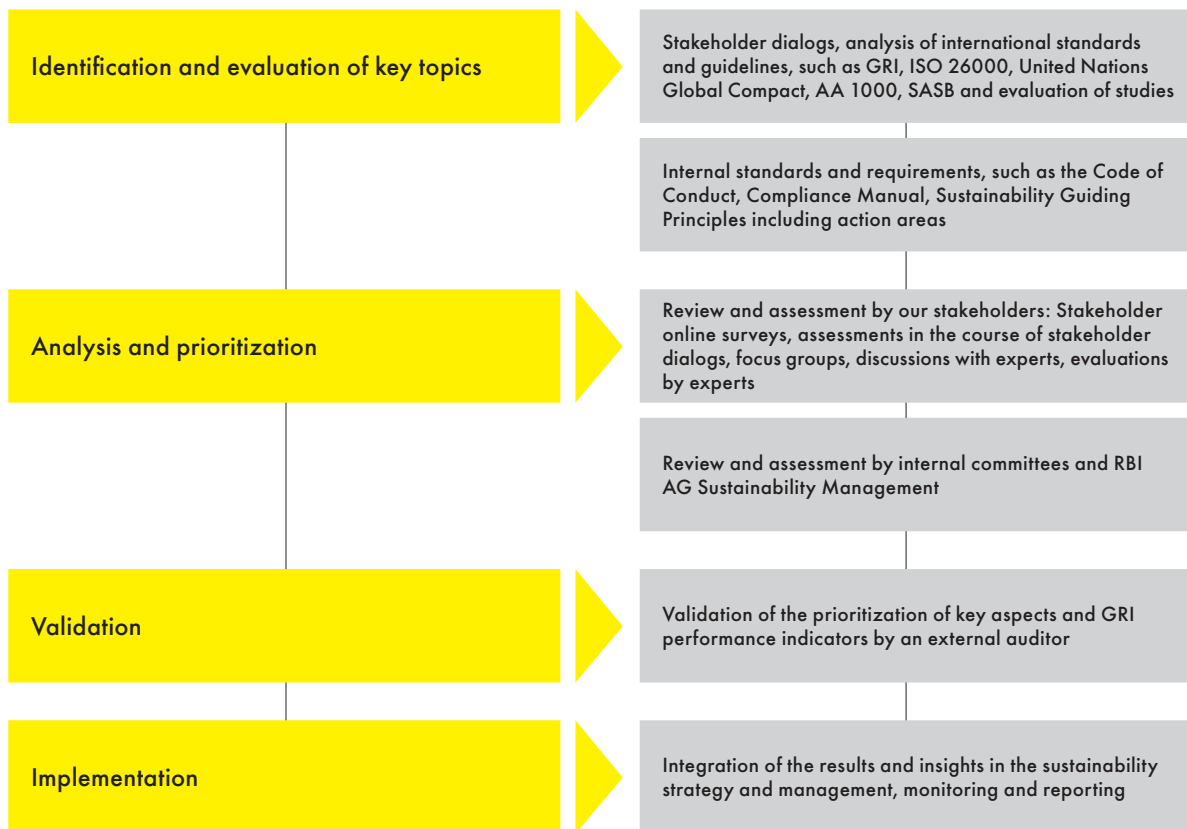 Identification and evaluation of key topics
Stakeholder dialogs, analysis of international standards
and guidelines, such as GRI, ISO 26000, United Nations
Global Compact, AA 1000, SASB and evaluation of studies
Internal standards and requirements, such as the Code of
Conduct, Compliance Manual, Sustainability Guiding
Principles including action areas
Analysis and prioritization
Review and assessment by our stakeholders: Stakeholder
online surveys, assessments in the course of stakeholder
dialogs, focus groups, discussions with experts, evaluations
by experts
Review and assessment by internal committees and RBI
AG Sustainability Management
Validation
Validation of the prioritization of key aspects and GRI
performance indicators by an external auditor
Implementation
Integration of the results and insights in the sustainability
strategy and management, monitoring and reporting